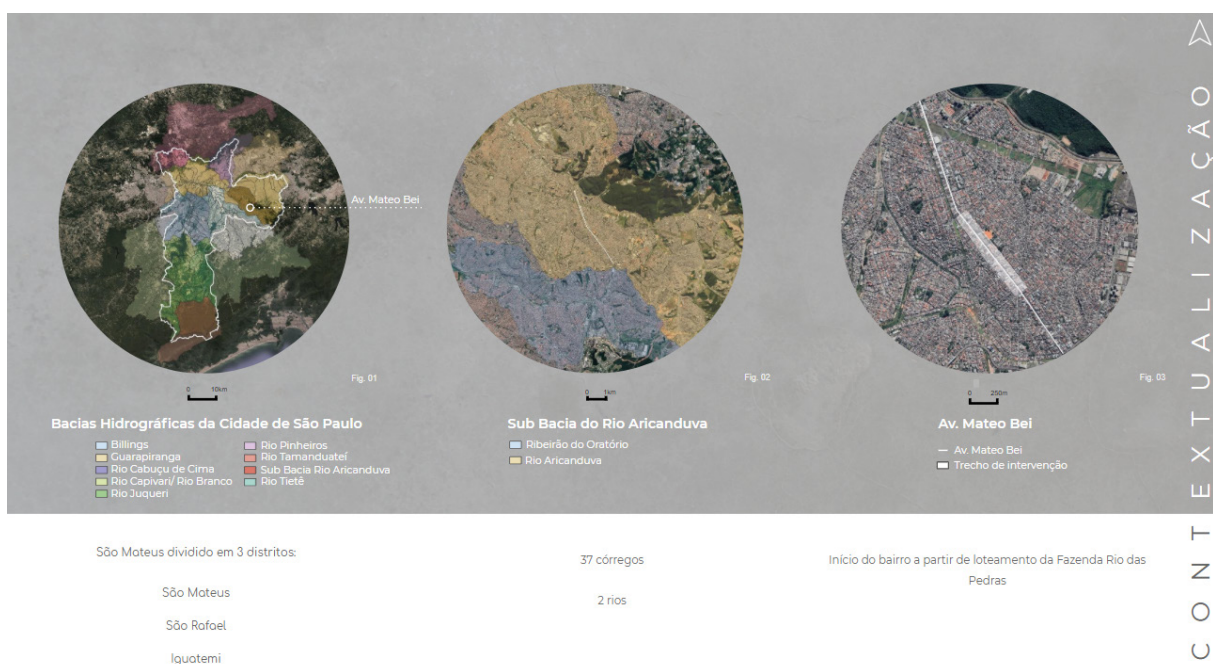 CONTEXTUALIZAÇÃO
Av. Mateo Bei
Fig. 01
0 10km
Bacias Hidrográficas da Cidade de São Paulo
Billings
Guarapiranga
Rio Cabuçu de Cima
Rio Capivari/ Rio Branco
Rio Juqueri
Rio Pinheiros
Rio Tamanduateí
Sub Bacia Rio Aricanduva
Rio Tietê
São Mateus dividido em 3 distritos:
São Mateus
São Rafael
Iguatemi
Fig. 02
0 1km
Sub Bacia do Rio Aricanduva
Ribeirão do Oratório
Rio Aricanduva
37 córregos
2 rios
Fig. 03
0 250m
Av. Mateo Bei
Av. Mateo Bei
Trecho de intervenção
Início do bairro a partir de loteamento da Fazenda Rio das
Pedras